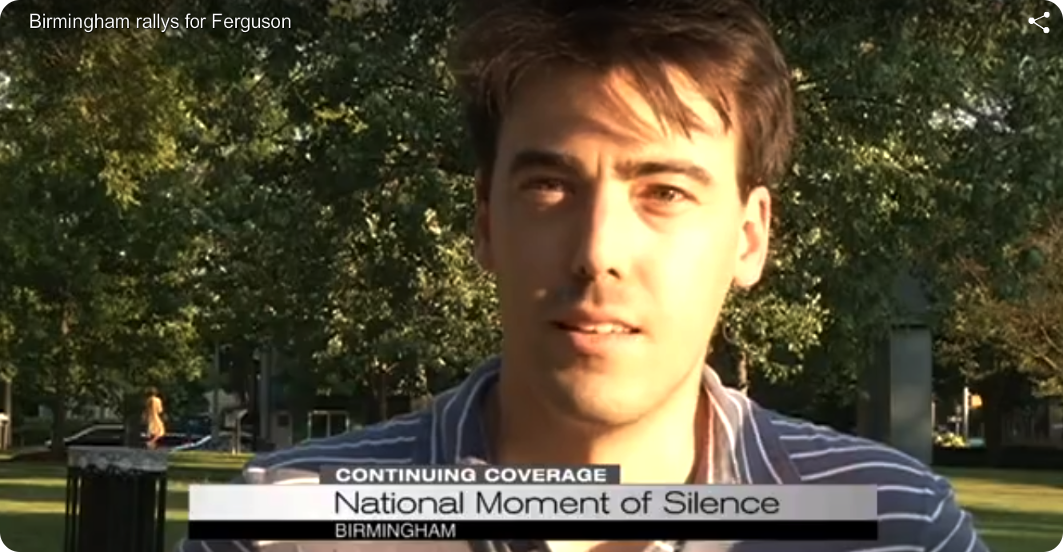 Birmingham rallys for Ferguson
CONTINUING COVERAGE
National Moment of Silence
BIRMINGHAM